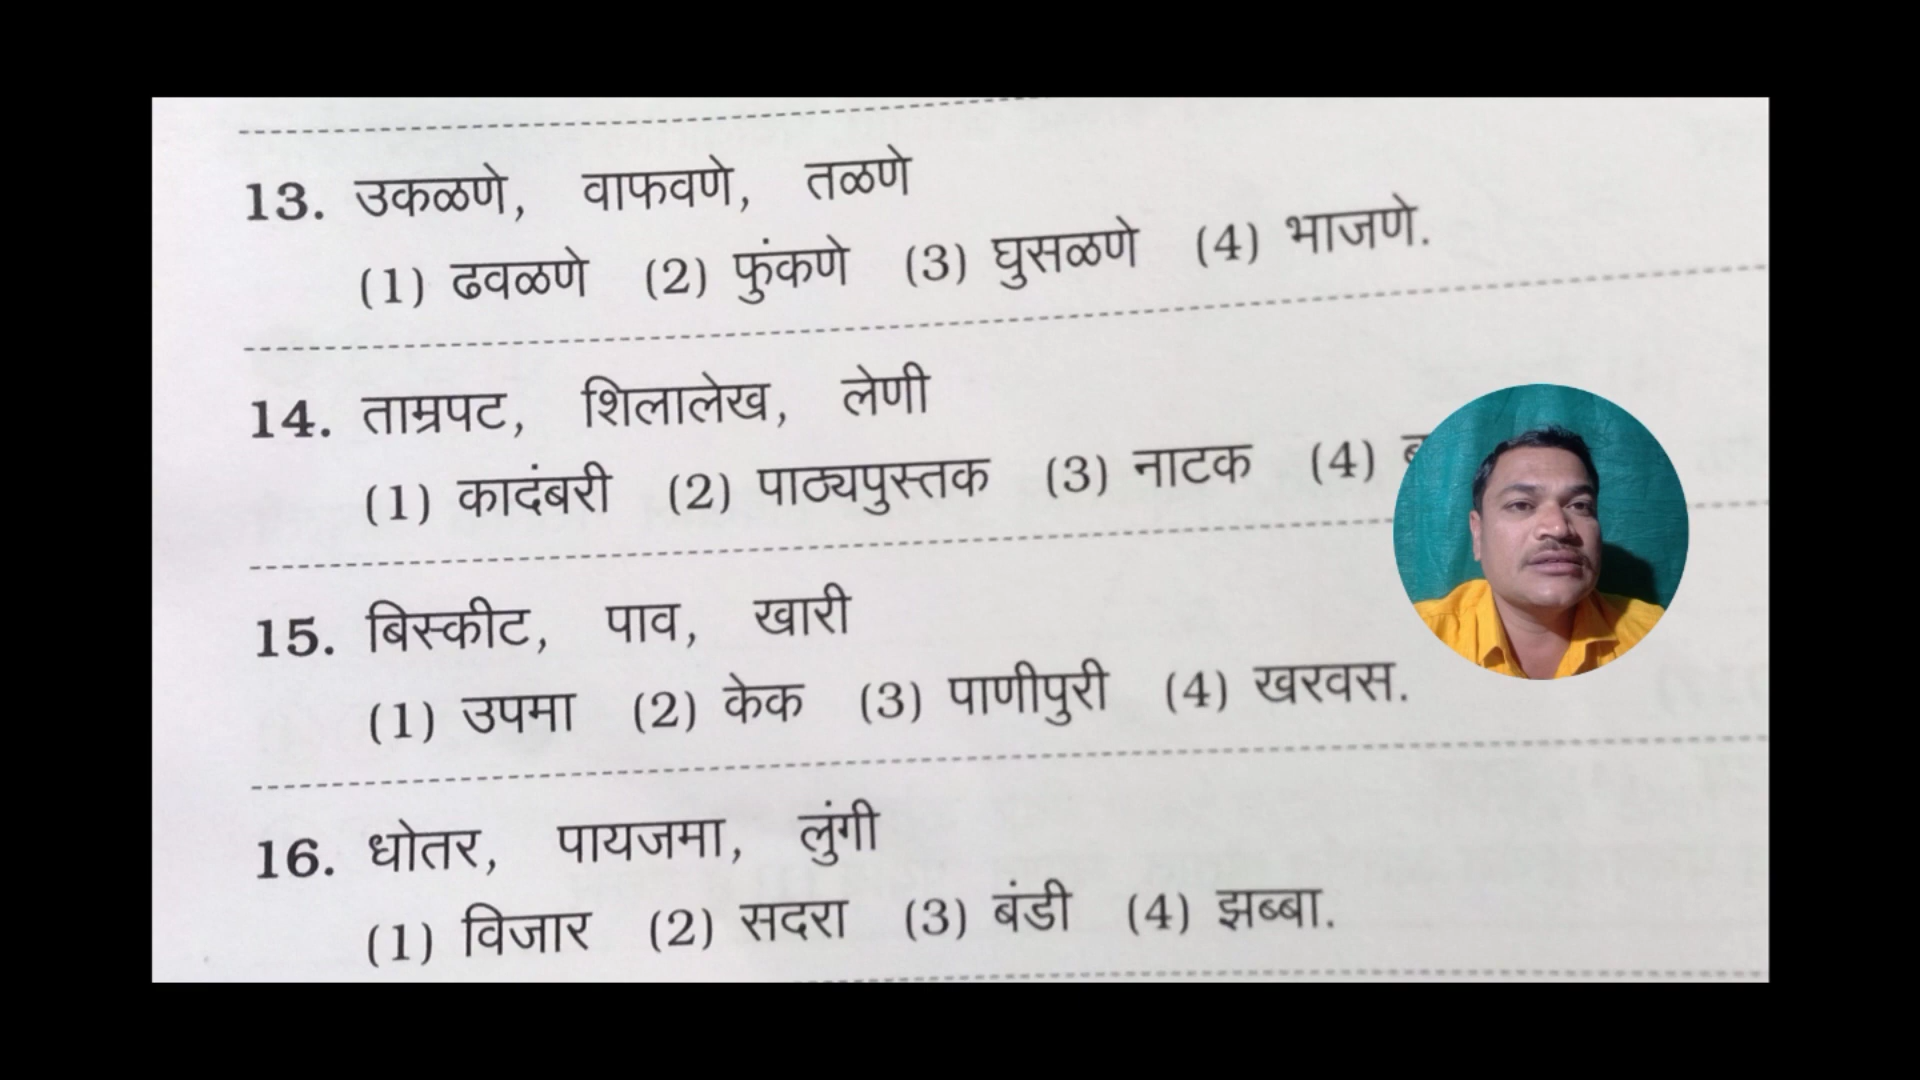 13. उकळणे, वाफवणे, तळणे
(1) ढवळणे (2) फुंकणे (3) घुसळणे (4) भाजणे.
14. ताम्रपट, शिलालेख, लेणी
(1) कादंबरी (2) पाठ्यपुस्तक (3) नाटक (4)
15. बिस्कीट, पाव, खारी
(1) उपमा (2) केक (3) पाणीपुरी (4) खरवस.
16. धोतर, पायजमा, लुंगी
(1) विजार (2) सदरा (3) बंडी (4) झब्बा.